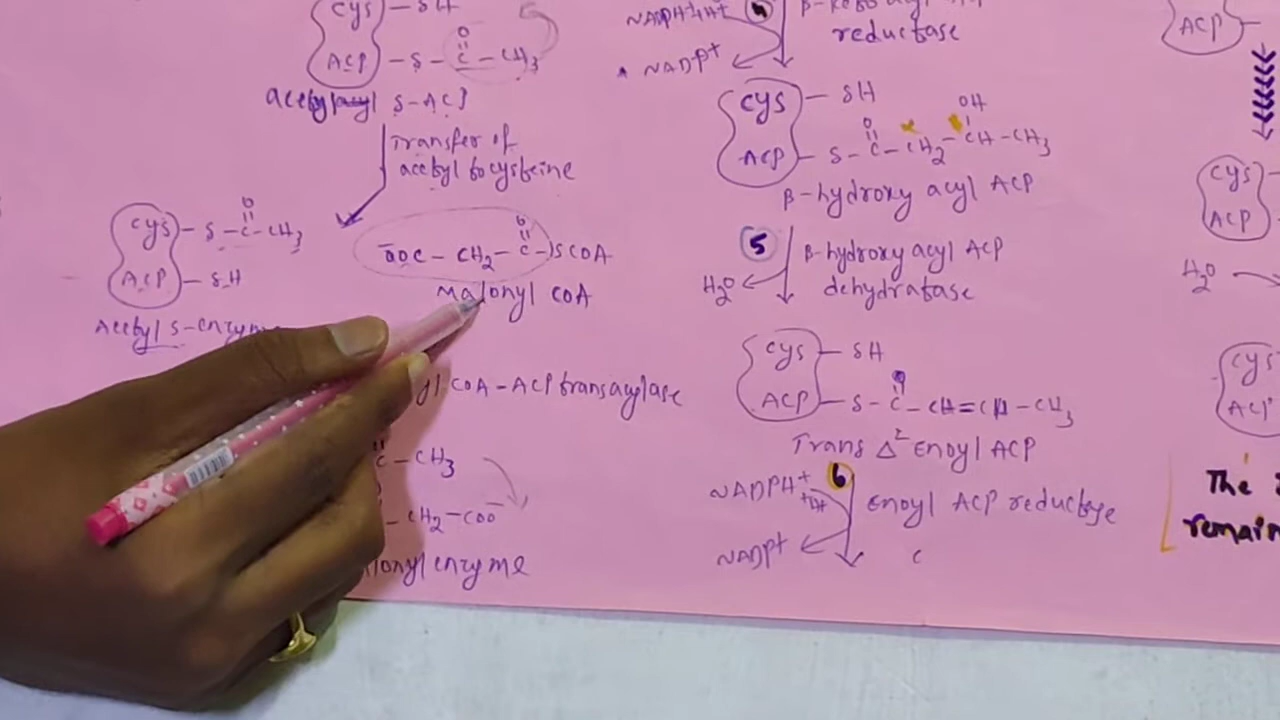 Cys - SH
O
ACP - S - C - CH3
S-ACP
Transfer of
acetyl to cysteine
O
Cys - S - C - CH3
ACP - SH
Acetyl S-enzyme
O
ŌOC - CH2 - C - SCOA
Malonyl COA
COA-ACP transacylase
C - CH3
CH2 - COO-
enzyme
NADPH+H+
4
reductase
NADP+
Cys - SH
O OH
ACP - S - C - CH2 - CH - CH3
β-hydroxy acyl ACP
5
β-hydroxy acyl ACP
H2O
dehydratase
Cys - SH
O
ACP - S - C - CH=CH - CH3
Trans Δ2 Enoyl ACP
6
NADPH+
+H+
Enoyl ACP reductase
NADP+
C
ACP
Cys
ACP
H2O
Cys
ACP
The
remain